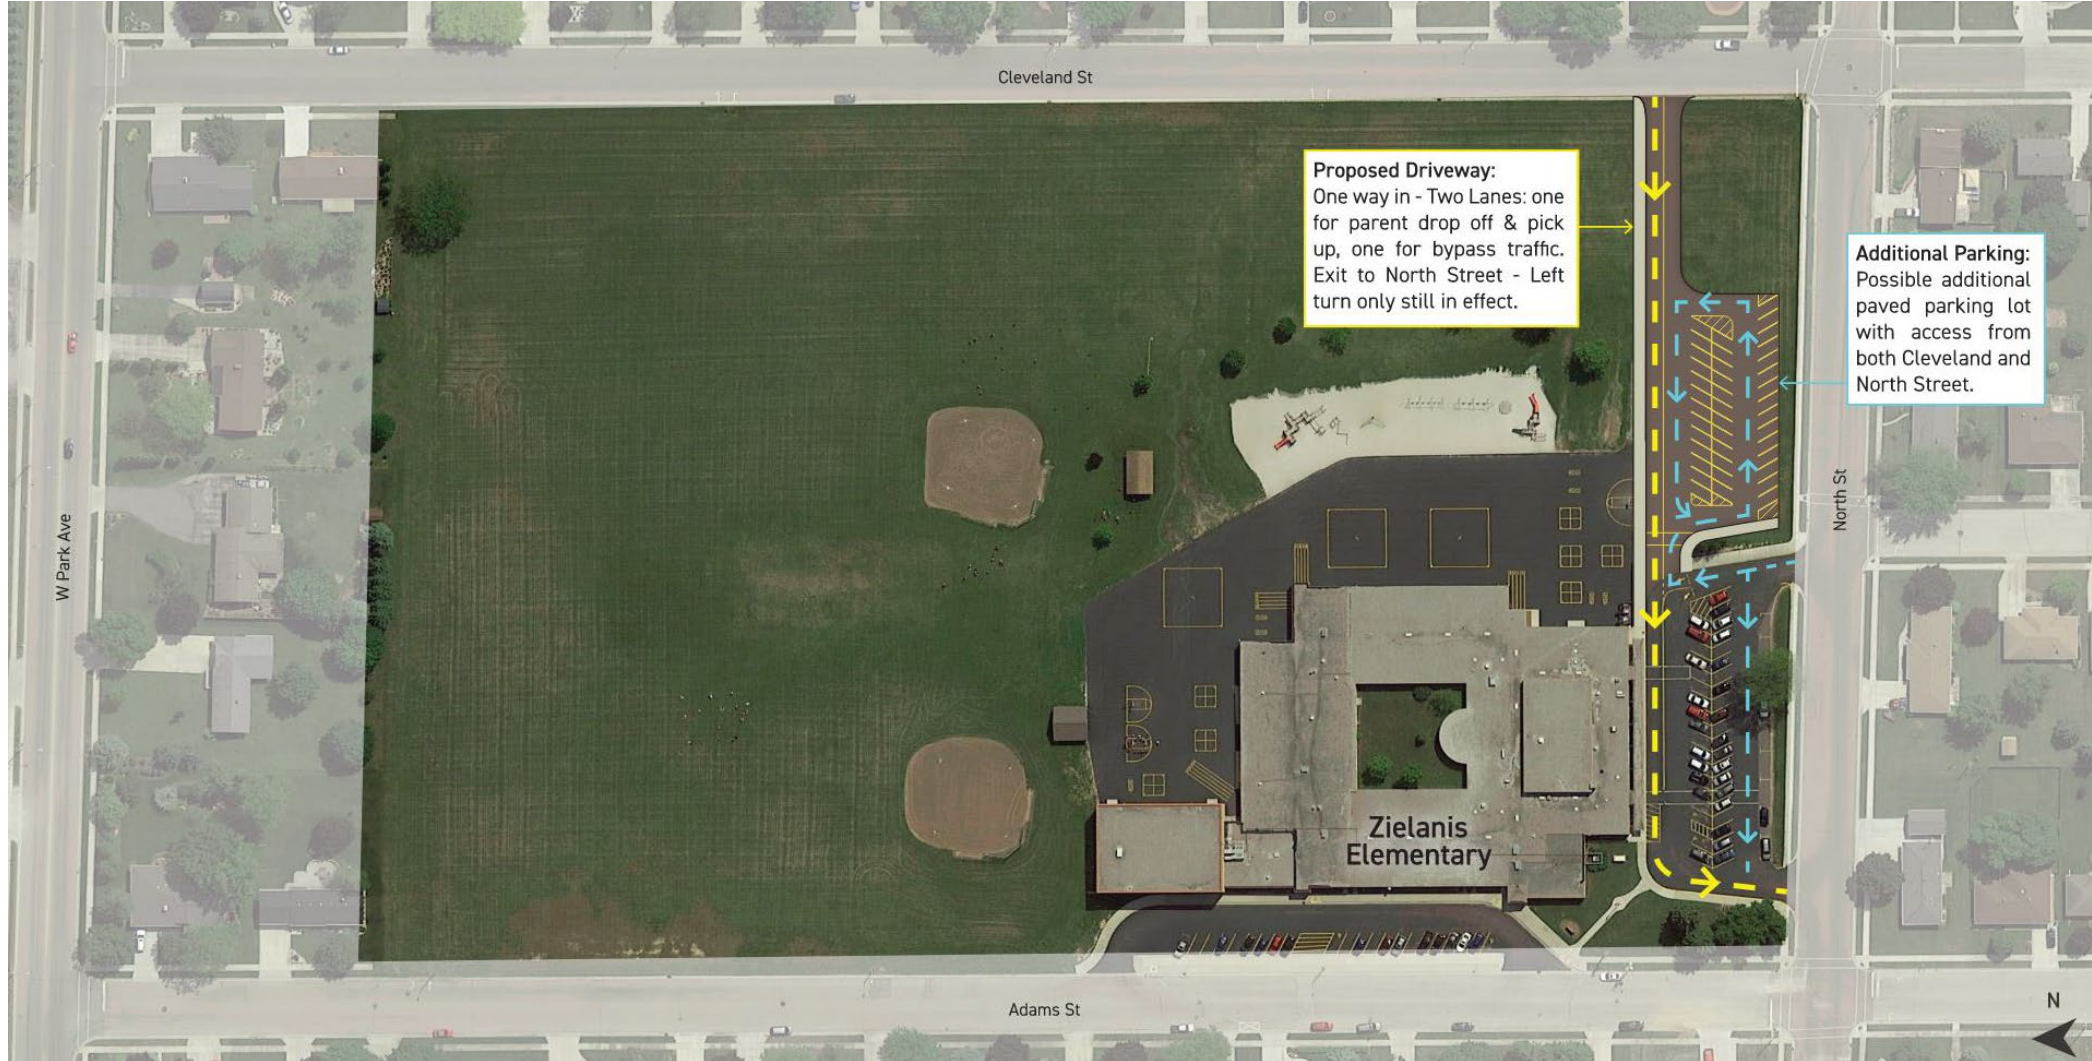 Cleveland St
Proposed Driveway:
One way in - Two Lanes: one
for parent drop off & pick
up, one for bypass traffic.
Exit to North Street - Left
turn only still in effect.
Additional Parking:
Possible additional
paved parking lot
with access from
both Cleveland and
North Street.
W Park Ave
North St
Zielanis
Elementary
Adams St
N